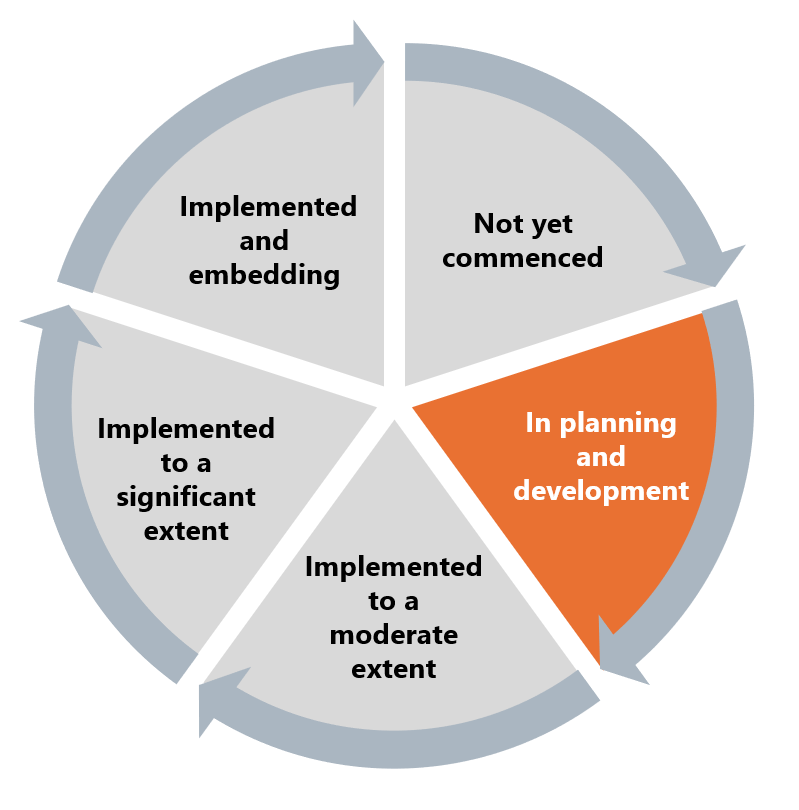 Not yet
commenced
In planning
and
development
Implemented
to a
moderate
extent
Implemented
to a
significant
extent
Implemented
and
embedding